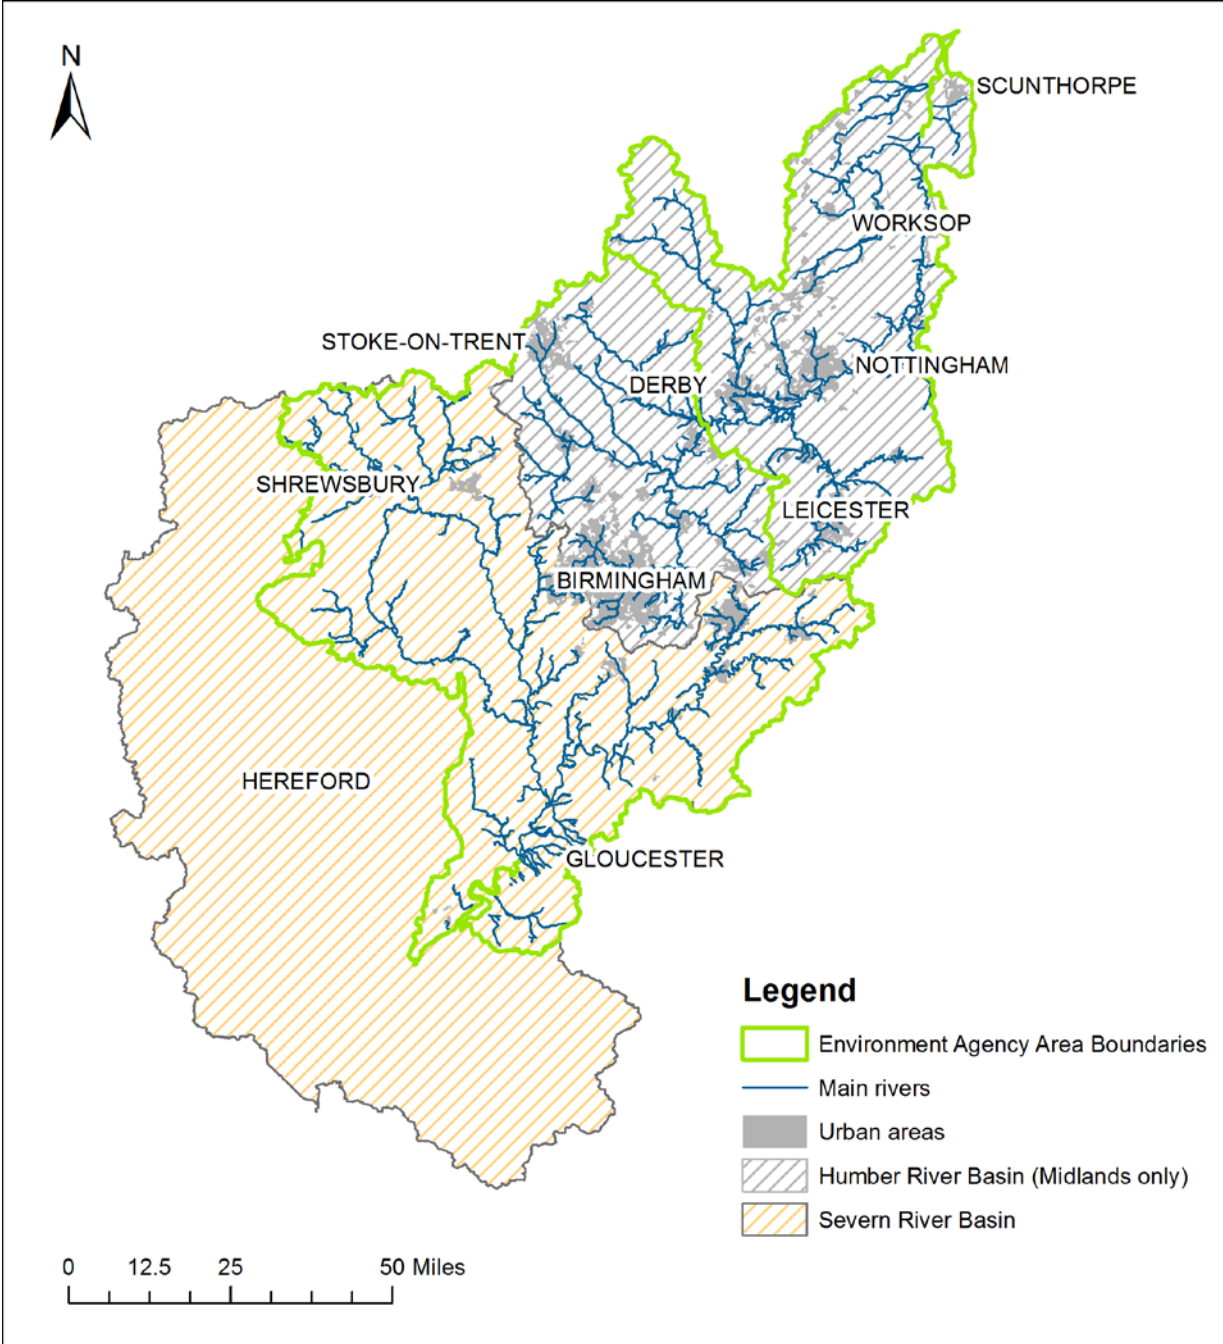 N
SCUNTHORPE
WORKSOP
STOKE-ON-TRENT
NOTTINGHAM
DERBY
SHREWSBURY
LEICESTER
BIRMINGHAM
HEREFORD
GLOUCESTER
Legend
Environment Agency Area Boundaries
Main rivers
Urban areas
Humber River Basin (Midlands only)
Severn River Basin
0 12.5 25 50 Miles